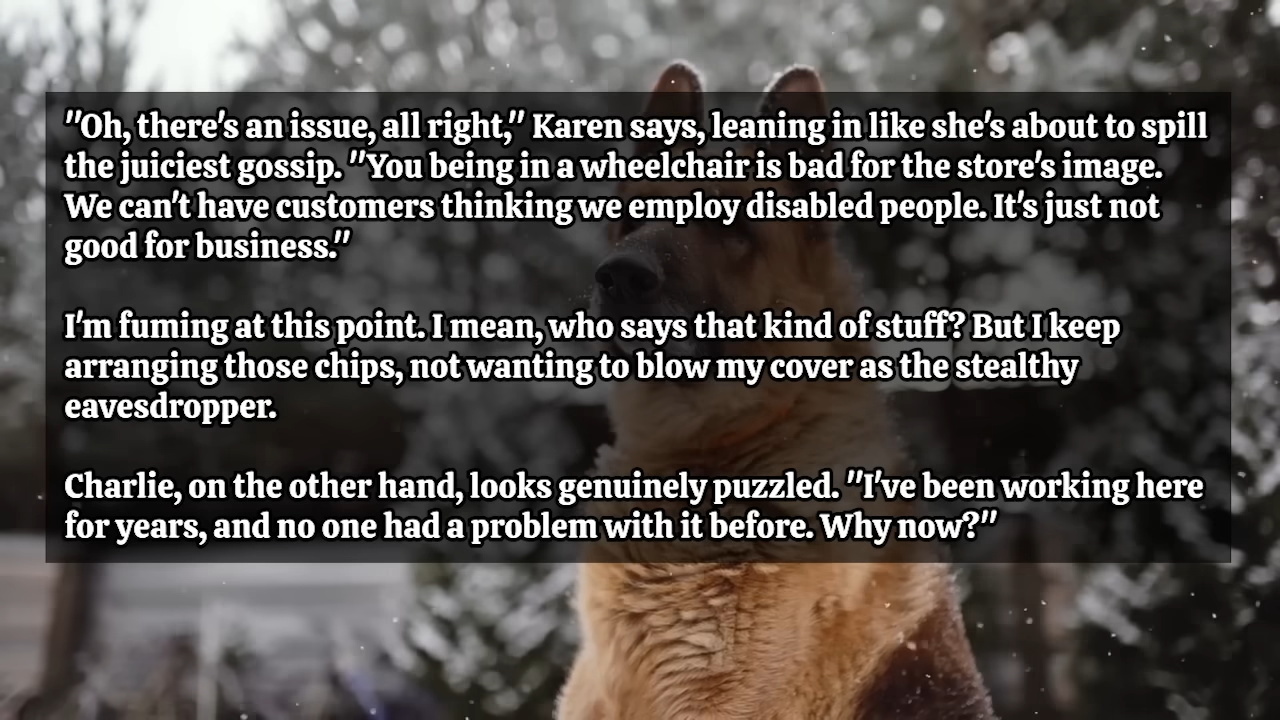 "Oh, there's an issue, all right," Karen says, leaning in like she's about to spill
the juiciest gossip. "You being in a wheelchair is bad for the store's image.
We can't have customers thinking we employ disabled people. It's just not
good for business."
I'm fuming at this point. I mean, who says that kind of stuff? But I keep
arranging those chips, not wanting to blow my cover as the stealthy
eavesdropper.
Charlie, on the other hand, looks genuinely puzzled. "I've been working here
for years, and no one had a problem with it before. Why now?"